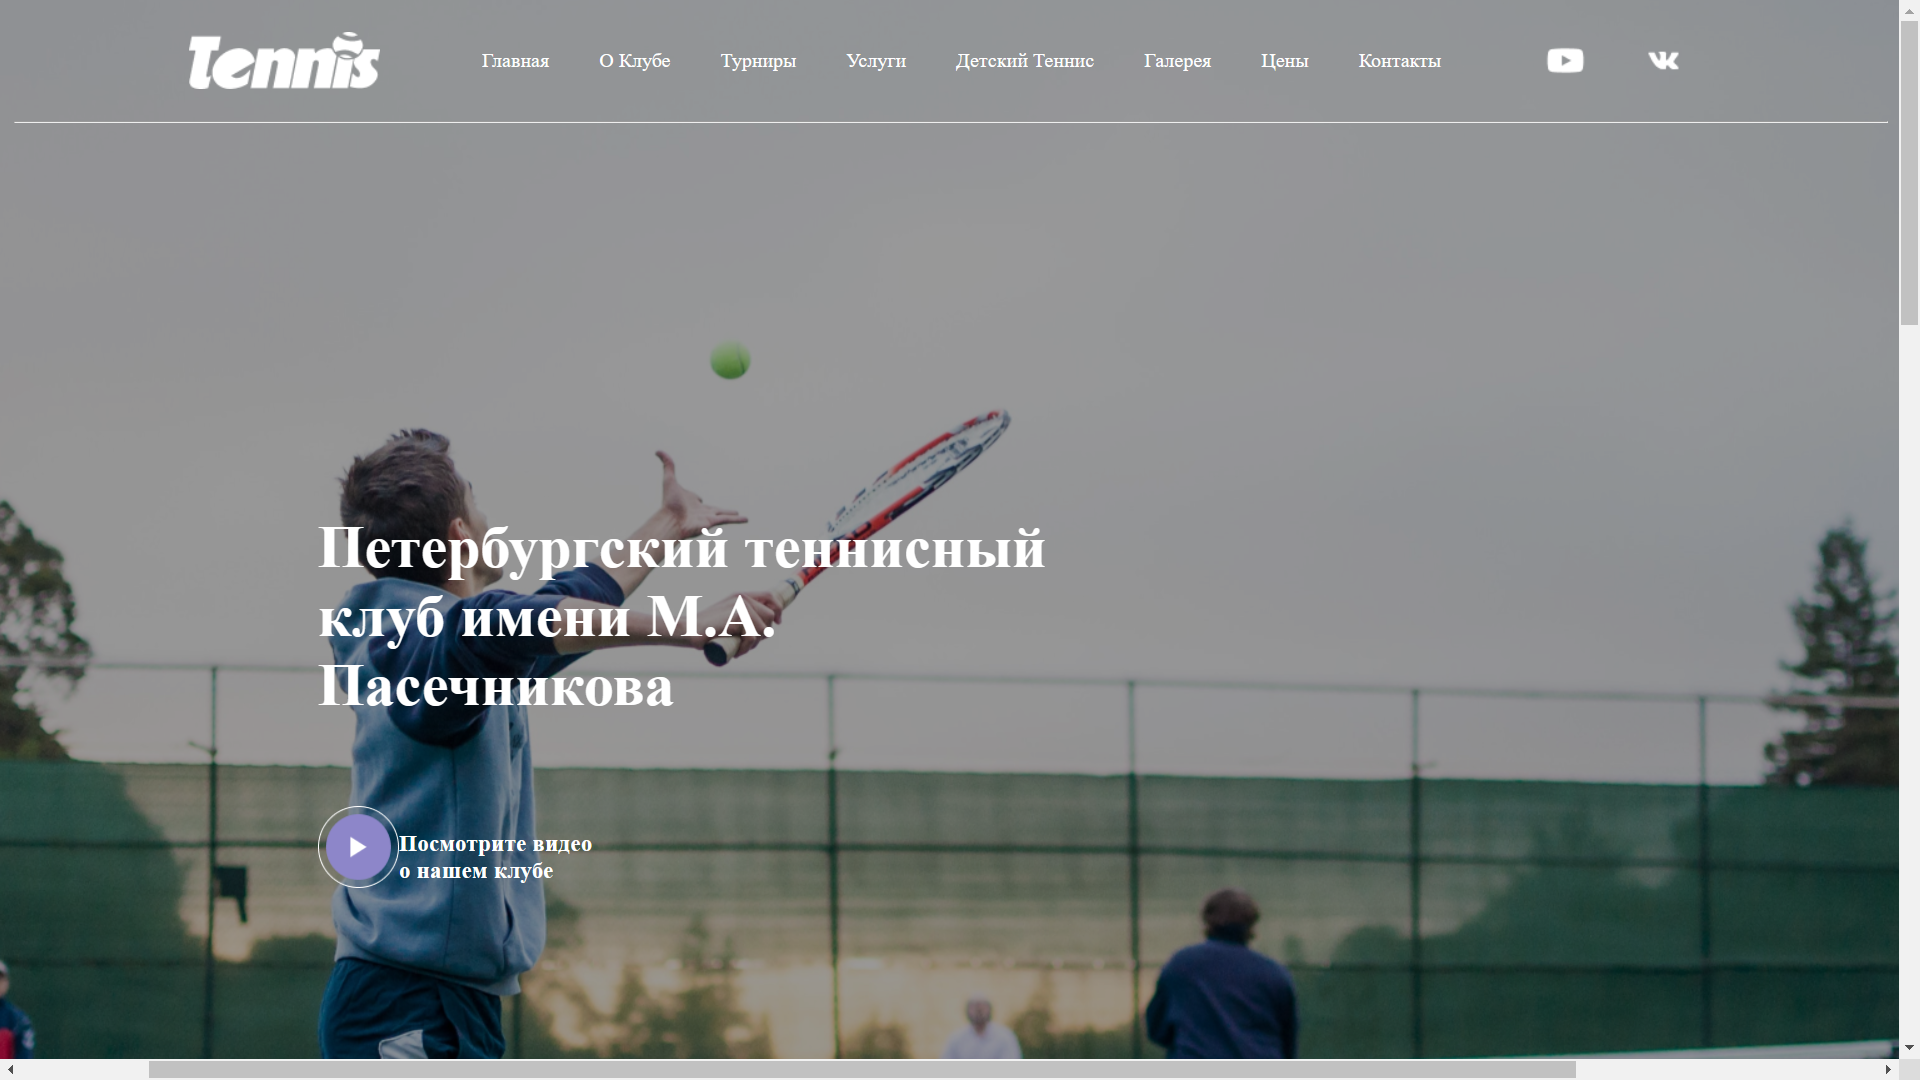 Tennis
Главная О Клубе Турниры Услуги Детский Теннис Галерея Цены Контакты
Петербургский теннисный
клуб имени М.А.
Пасечникова
Посмотрите видео
о нашем клубе